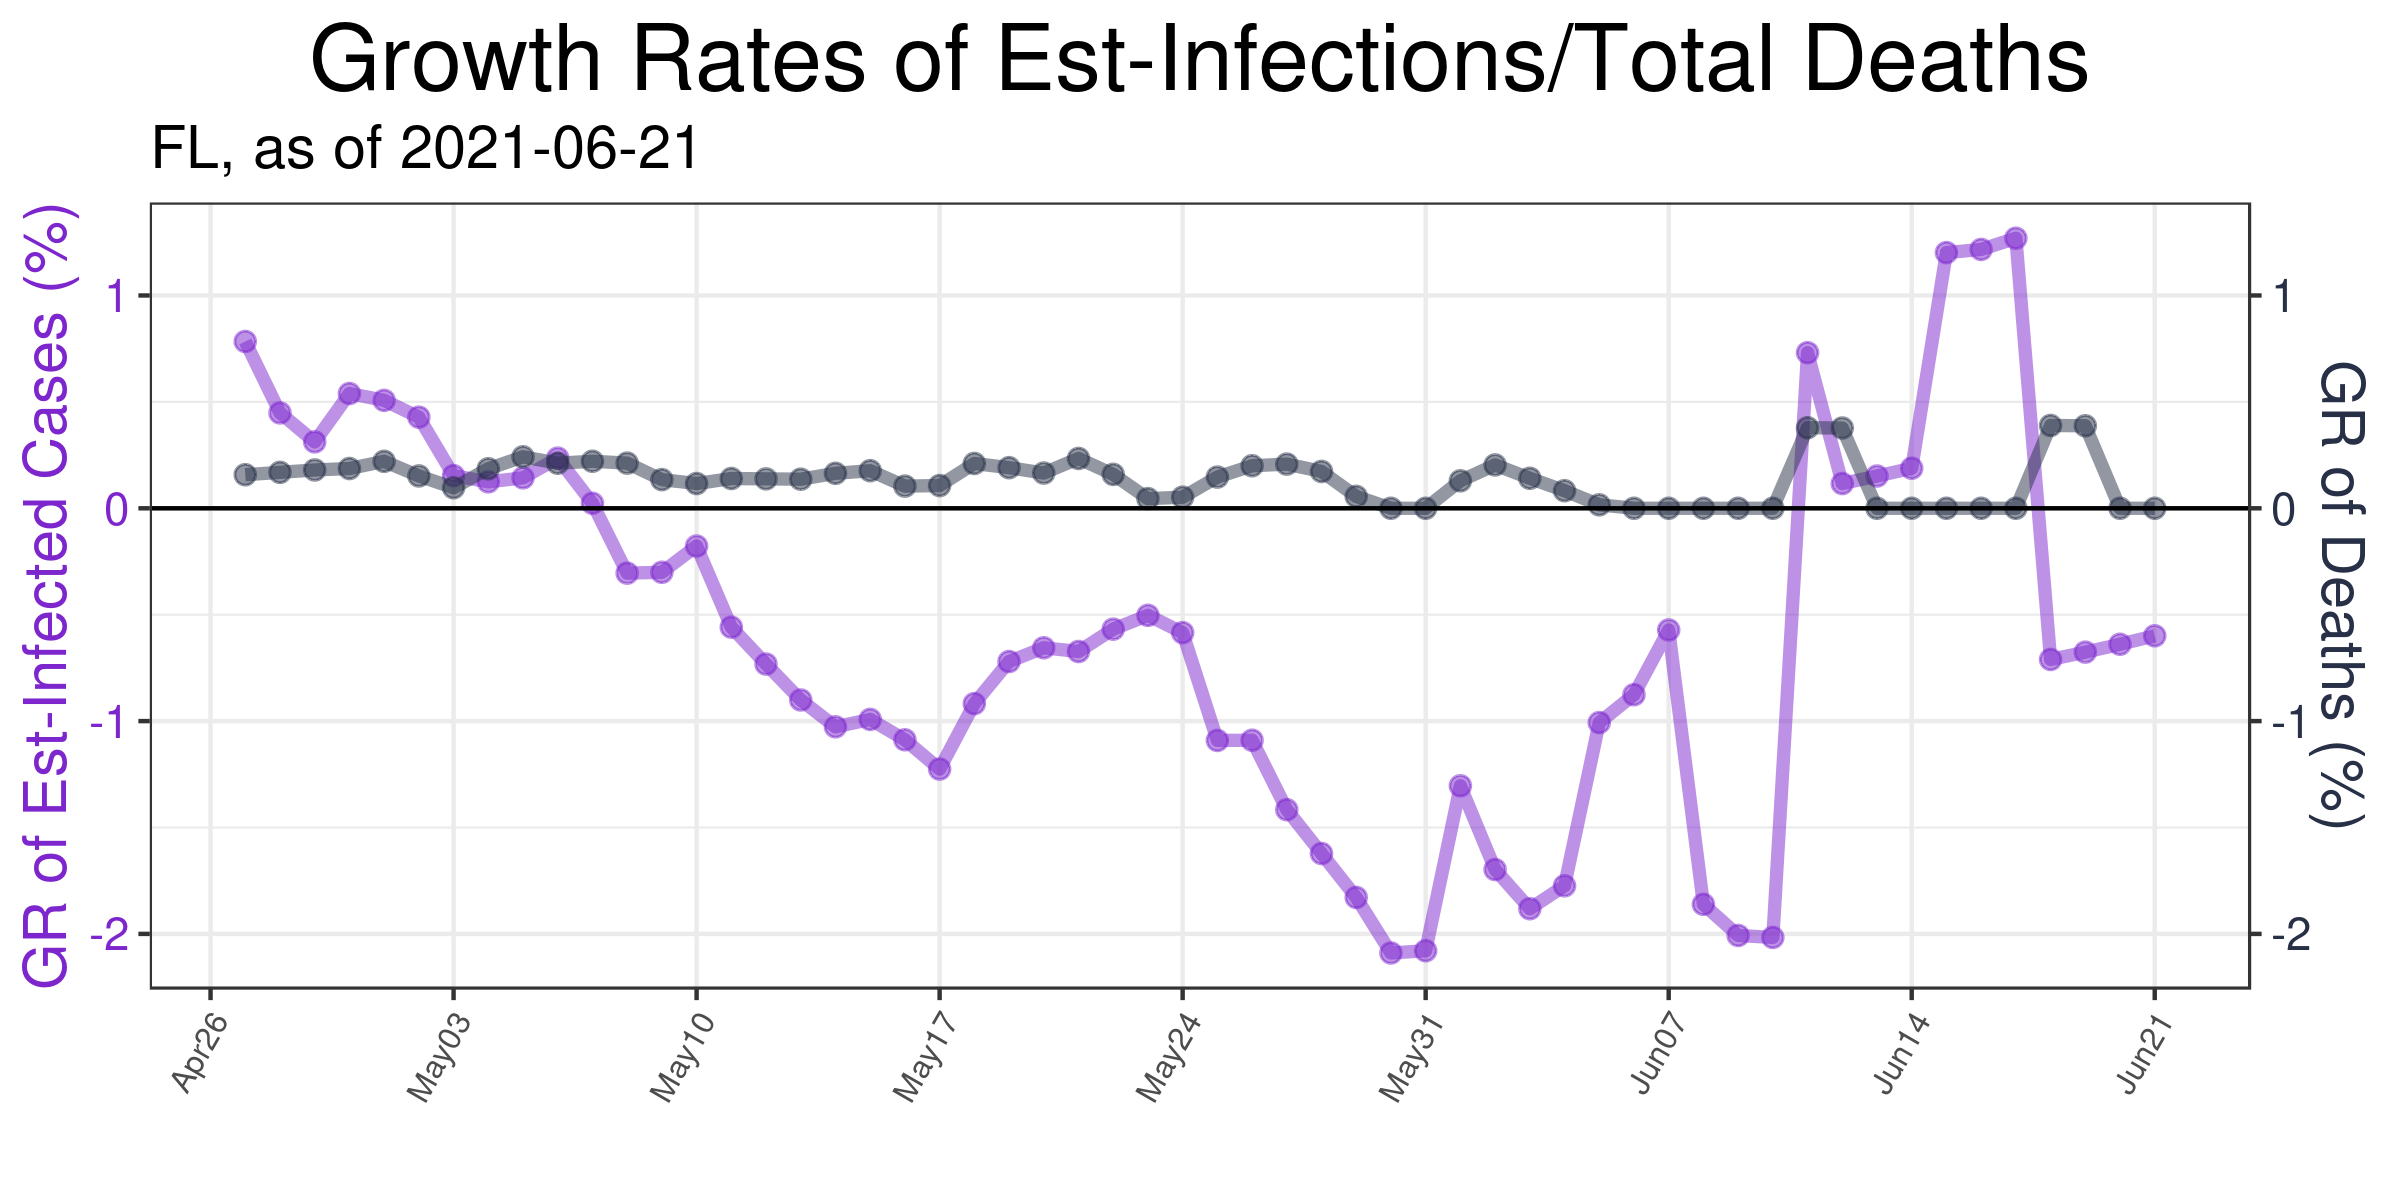 Growth Rates of Est-Infections/Total Deaths
FL, as of 2021-06-21
GR of Est-Infected Cases (%)
1
0
-1
-2
1
0
-1
-2
GR of Deaths (%)
Apr26
May03
May10
May17
May24
May31
Jun07
Jun14
Jun21